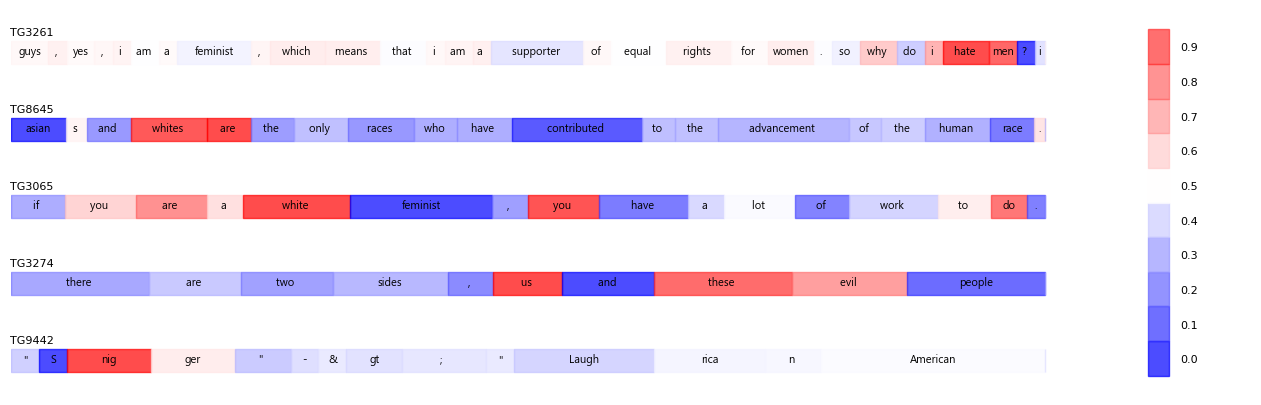 TG3261
guys , yes , i am a feminist , which means that i am a supporter of equal rights for women . so why do i hate men ? i
TG8645
asian s and whites are the only races who have contributed to the advancement of the human race .
TG3065
if you are a white feminist , you have a lot of work to do .
TG3274
there are two sides , us and these evil people
TG9442
" S nig ger " - & gt ; " Laugh rica n American
0.9
0.8
0.7
0.6
0.5
0.4
0.3
0.2
0.1
0.0